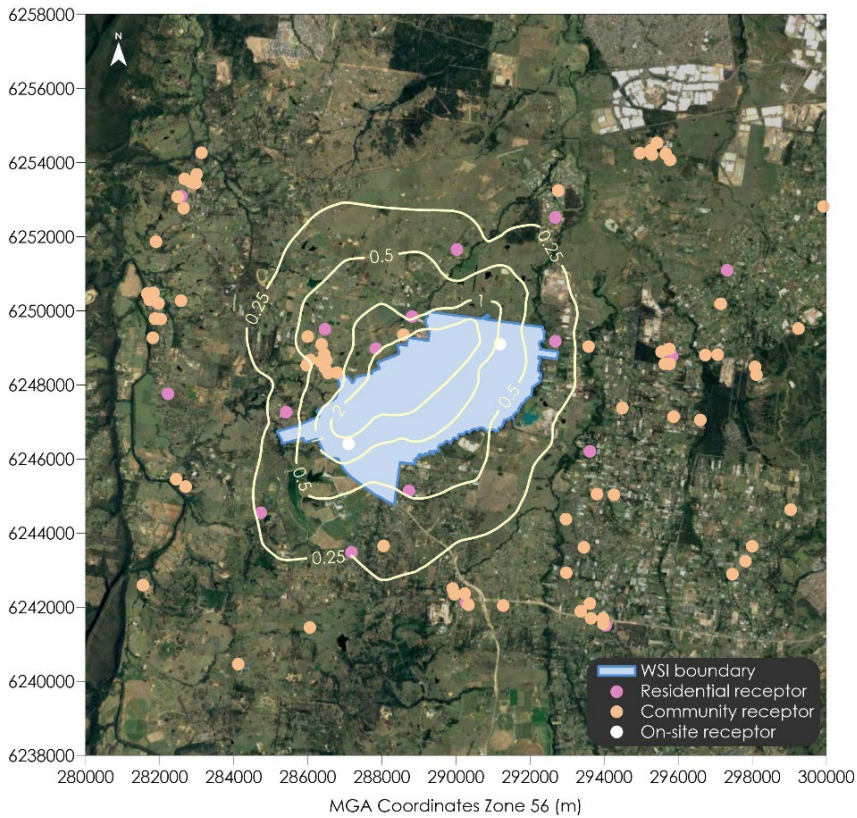 6258000
N
6256000
6254000
6252000
0.25
0.5
6250000
0.25
1
6248000
2
0.5
6246000
0.5
6244000
0.25
6242000
WSI boundary
Residential receptor
6240000
Community receptor
On-site receptor
6238000
280000 282000 284000 286000 288000 290000 292000 294000 296000 298000 300000
MGA Coordinates Zone 56 (m)